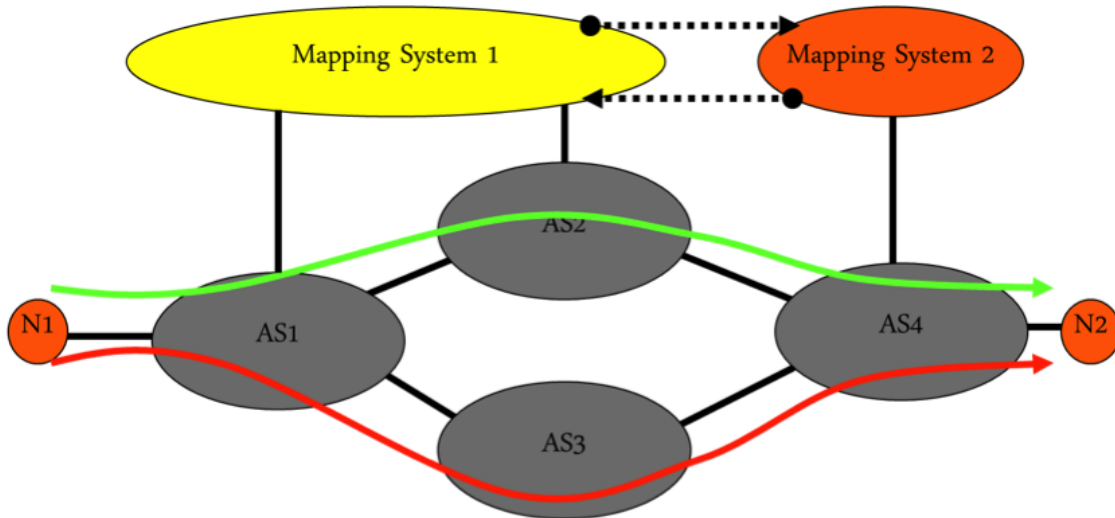 Mapping System 1
Mapping System 2
AS2
N1
AS1
AS4
N2
AS3